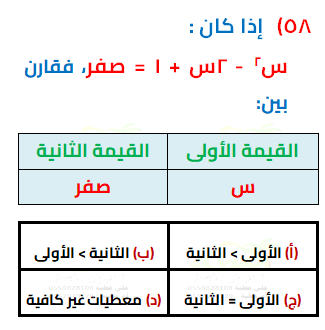 ٥٨) إذا كان :
س٢ - ٢س + ١ = صفر، فقارن
بين:
القيمة الأولى القيمة الثانية
س صفر
(أ) الأولى > الثانية (ب) الثانية > الأولى
(ج) الأولى = الثانية (د) معطيات غير كافية